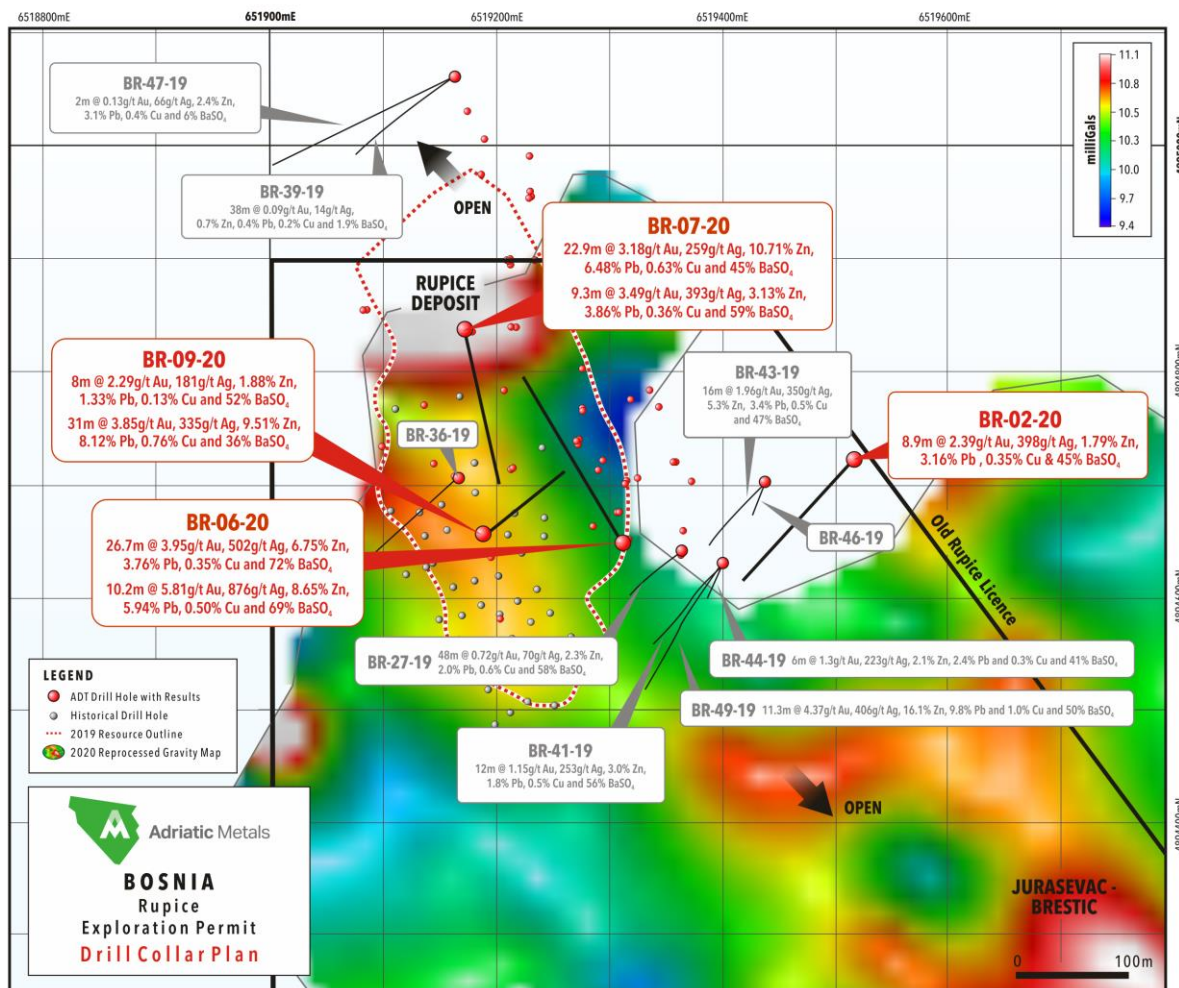 6518800mE
651900mE
6519200mE
6519400mE
6519600mE
11.1
10.8
10.5
10.3
10.0
9.7
9.4
milliGals
BR-47-19
2m @ 0.13g/t Au, 66g/t Ag, 2.4% Zn,
3.1% Pb, 0.4% Cu and 6% BaSO₄
BR-39-19
38m @ 0.09g/t Au, 14g/t Ag,
0.7% Zn, 0.4% Pb, 0.2% Cu and 1.9% BaSO₄
OPEN
RUPICE
DEPOSIT
BR-07-20
22.9m @ 3.18g/t Au, 259g/t Ag, 10.71% Zn,
6.48% Pb, 0.63% Cu and 45% BaSO₄
9.3m @ 3.49g/t Au, 393g/t Ag, 3.13% Zn,
3.86% Pb, 0.36% Cu and 59% BaSO₄
BR-09-20
8m @ 2.29g/t Au, 181g/t Ag, 1.88% Zn,
1.33% Pb, 0.13% Cu and 52% BaSO₄
31m @ 3.85g/t Au, 335g/t Ag, 9.51% Zn,
8.12% Pb, 0.76% Cu and 36% BaSO₄
BR-36-19
BR-43-19
16m @ 1.96g/t Au, 350g/t Ag,
5.3% Zn, 3.4% Pb, 0.5% Cu
and 47% BaSO₄
BR-02-20
8.9m @ 2.39g/t Au, 398g/t Ag, 1.79% Zn,
3.16% Pb , 0.35% Cu & 45% BaSO₄
4894800mN
BR-06-20
26.7m @ 3.95g/t Au, 502g/t Ag, 6.75% Zn,
3.76% Pb, 0.35% Cu and 72% BaSO₄
10.2m @ 5.81g/t Au, 876g/t Ag, 8.65% Zn,
5.94% Pb, 0.50% Cu and 69% BaSO₄
BR-46-19
Old Rupice Licence
4894600mN
BR-27-19
48m @ 0.72g/t Au, 70g/t Ag, 2.3% Zn,
2.0% Pb, 0.6% Cu and 58% BaSO₄
BR-44-19 6m @ 1.3g/t Au, 223g/t Ag, 2.1% Zn, 2.4% Pb and 0.3% Cu and 41% BaSO₄
BR-49-19 11.3m @ 4.37g/t Au, 406g/t Ag, 16.1% Zn, 9.8% Pb and 1.0% Cu and 50% BaSO₄
BR-41-19
12m @ 1.15g/t Au, 253g/t Ag, 3.0% Zn,
1.8% Pb, 0.5% Cu and 56% BaSO₄
LEGEND
ADT Drill Hole with Results
Historical Drill Hole
2019 Resource Outline
2020 Reprocessed Gravity Map
OPEN
4894400mN
Adriatic Metals
BOSNIA
Rupice
Exploration Permit
Drill Collar Plan
JURASEVAC -
BRESTIC
0
100m